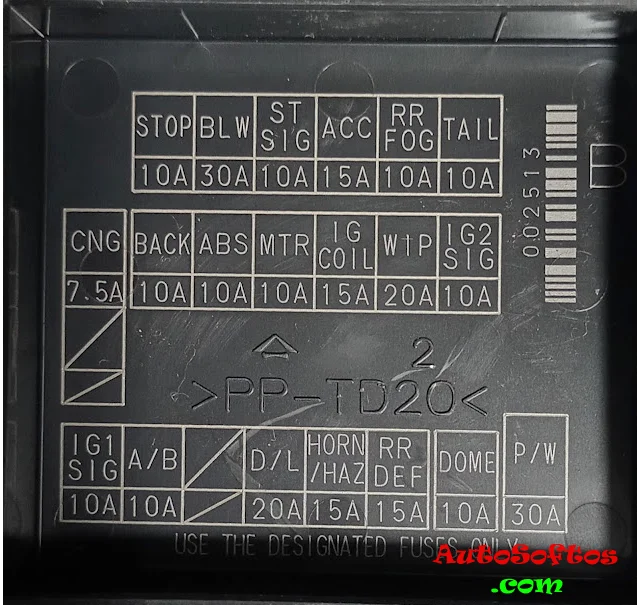 STOP BLW ST SIG ACC RR FOG TAIL
10A 30A 10A 15A 10A 10A
002513
B
CNG BACK ABS MTR IG COIL WIP IG2 SIG
7.5A 10A 10A 10A 15A 20A 10A
2
>PP-TD20<
IG1 SIG A/B D/L HORN /HAZ RR DEF DOME P/W
10A 10A 20A 15A 15A 10A 30A
USE THE DESIGNATED FUSES ONLY
AutoSoftos
.com